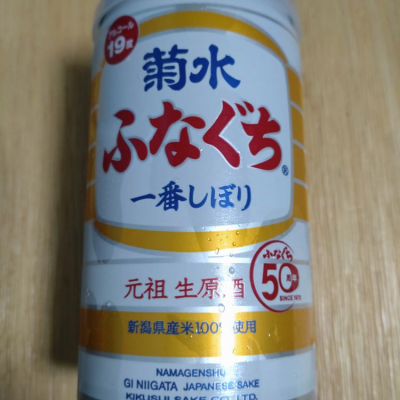 アルコール
19度
菊水
ふなぐち®
一番しぼり
ふなぐち
50
SINCE 1972
元祖 生原酒
新潟県産米100%使用
NAMAGENSHU
GI NIIGATA JAPANESE SAKE
KIKUSUI SAKE CO., LTD.